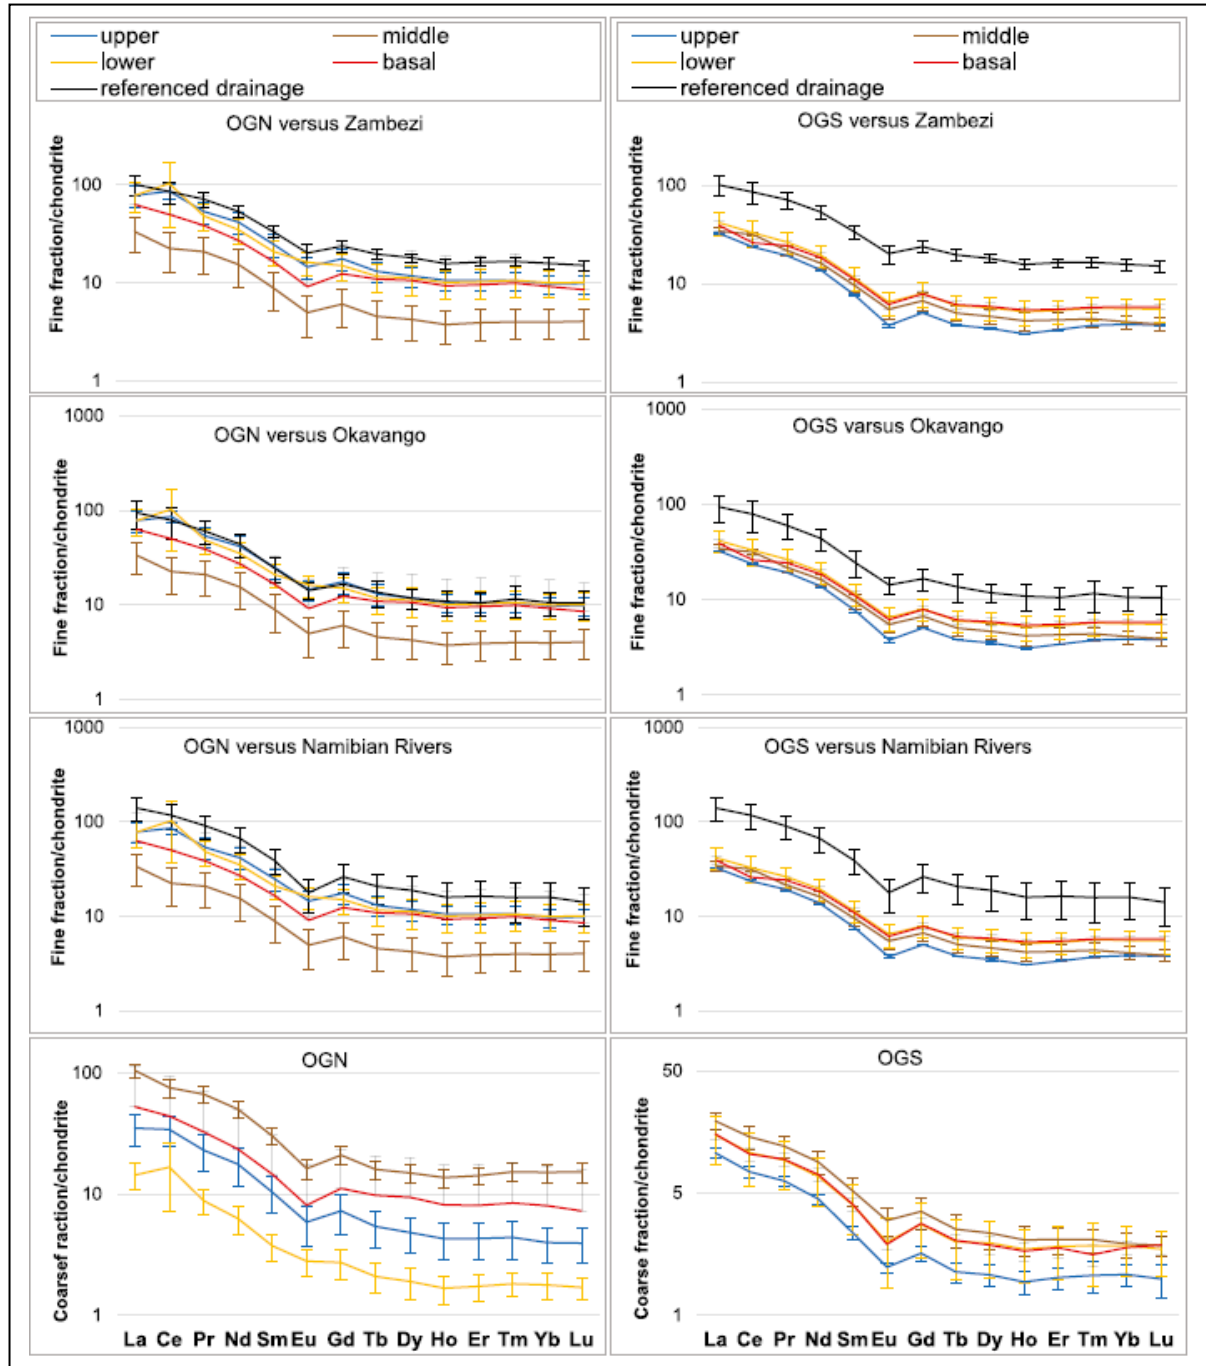 upper middle
lower basal
referenced drainage
OGN versus Zambezi
Fine fraction/chondrite
100
10
1
upper middle
lower basal
referenced drainage
OGS versus Zambezi
Fine fraction/chondrite
100
10
1
OGN versus Okavango
Fine fraction/chondrite
1000
100
10
1
OGS varsus Okavango
Fine fraction/chondrite
1000
100
10
1
OGN versus Namibian Rivers
Fine fraction/chondrite
1000
100
10
1
OGS versus Namibian Rivers
Fine fraction/chondrite
1000
100
10
1
OGN
Coarsef raction/chondrite
100
10
1
La Ce Pr Nd Sm Eu Gd Tb Dy Ho Er Tm Yb Lu
OGS
Coarse fraction/chondrite
50
5
1
La Ce Pr Nd Sm Eu Gd Tb Dy Ho Er Tm Yb Lu